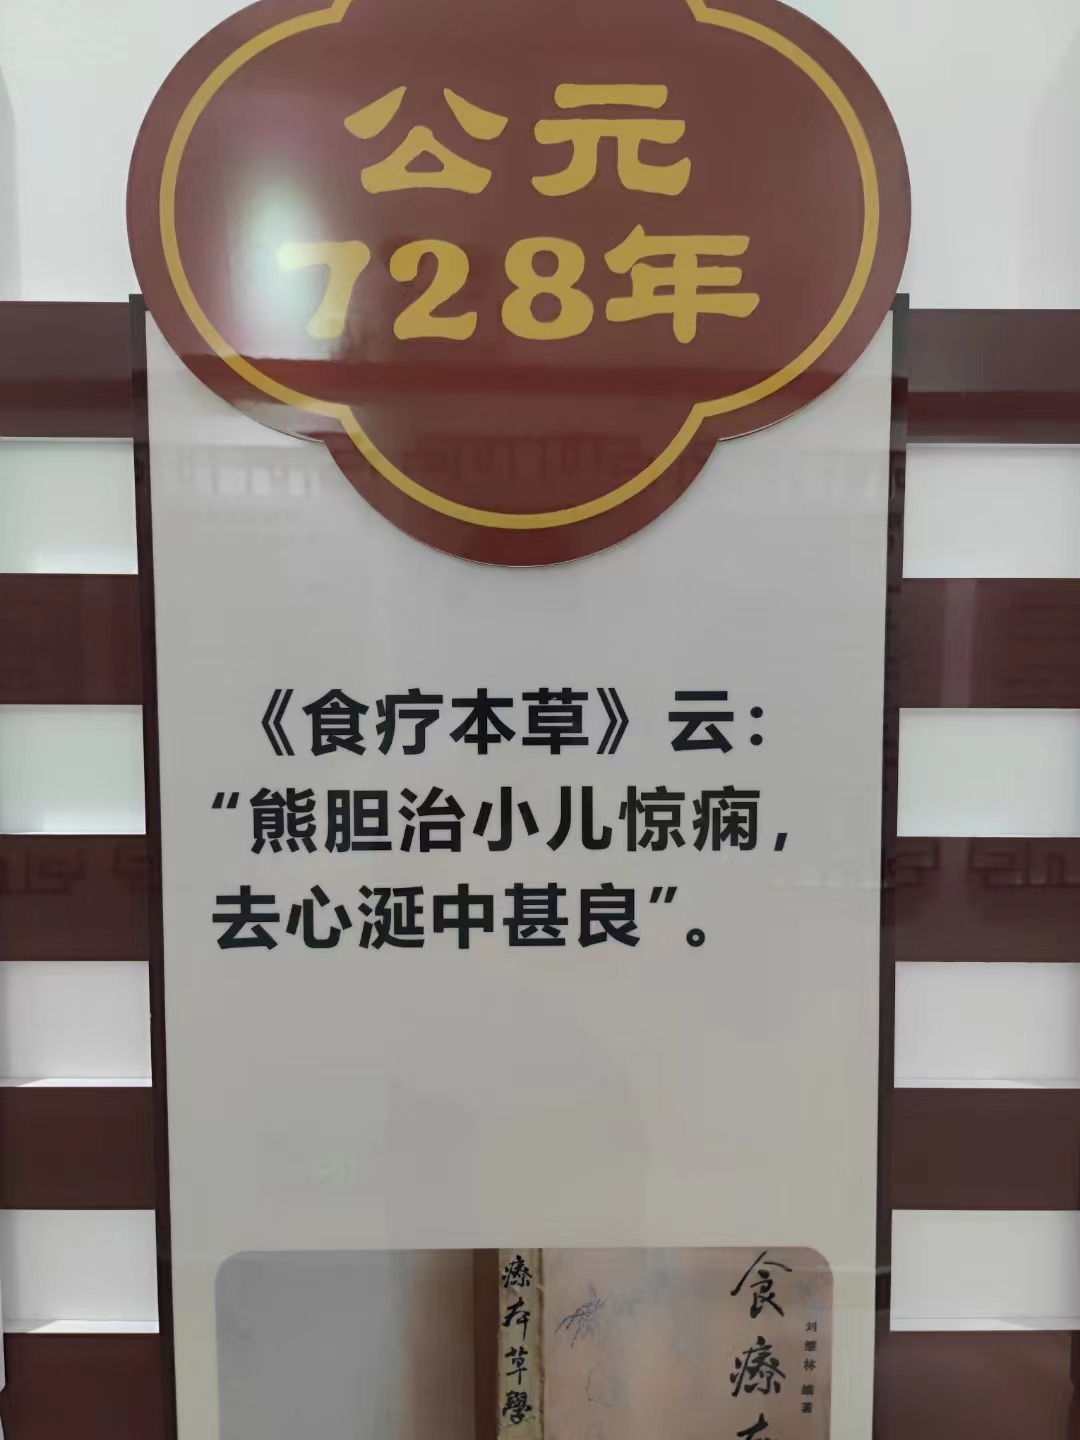 公元
728年
《食疗本草》云：
“熊胆治小儿惊痫，
去心涎中甚良”。
療本草學
食療本
刘继林 编著